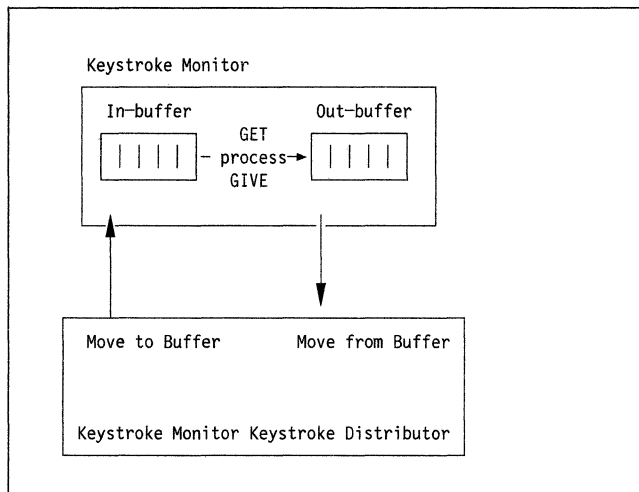 Keystroke Monitor
In-buffer Out-buffer
GET
process
GIVE
Move to Buffer Move from Buffer
Keystroke Monitor Keystroke Distributor